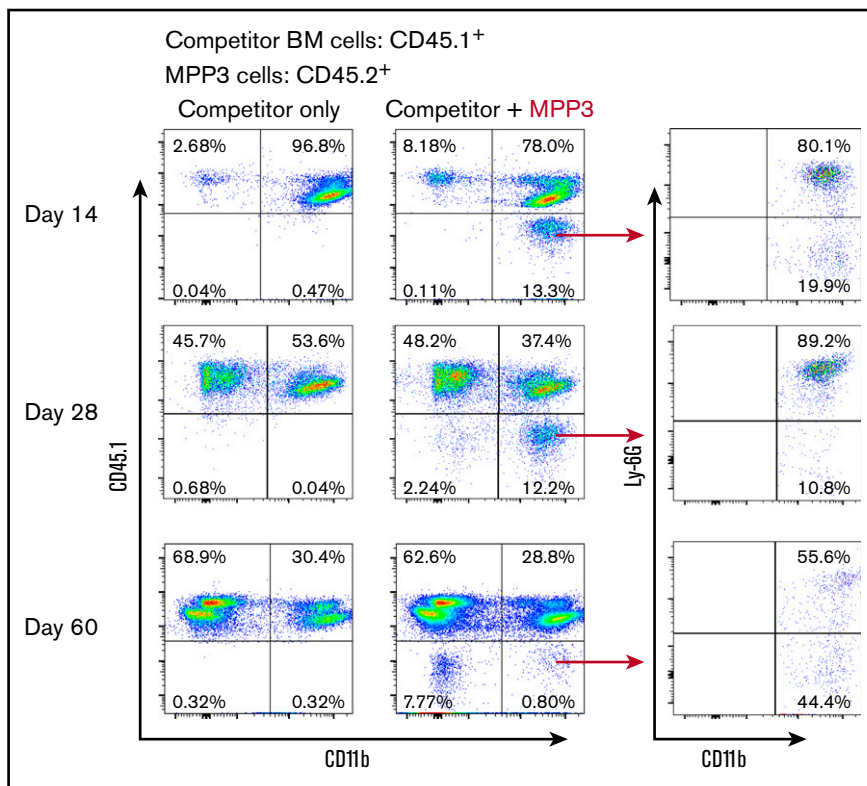 Competitor BM cells: CD45.1+
MPP3 cells: CD45.2+
Competitor only
Competitor + MPP3
Day 14
2.68% 96.8%
0.04% 0.47%
8.18% 78.0%
0.11% 13.3%
80.1%
19.9%
Day 28
45.7% 53.6%
0.68% 0.04%
48.2% 37.4%
2.24% 12.2%
89.2%
10.8%
Day 60
68.9% 30.4%
0.32% 0.32%
62.6% 28.8%
7.77% 0.80%
55.6%
44.4%
CD45.1
CD11b
Ly-6G
CD11b